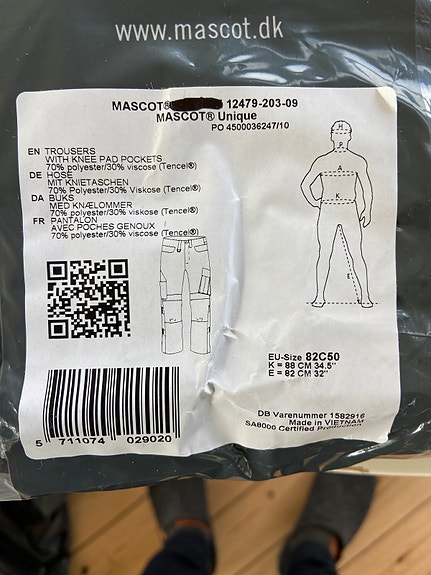 www.mascot.dk
MASCOT® 12479-203-09
MASCOT® Unique
PO 4500036247/10
EN TROUSERS
WITH KNEE PAD POCKETS
70% polyester/30% viscose (Tencel®)
DE HOSE
MIT KNIETASCHEN
70% Polyester/30% Viskose (Tencel®)
DA BUKS
MED KNÆLOMMER
70% polyester/30% viskose (Tencel®)
FR PANTALON
AVEC POCHES GENOUX
70% polyester/30% viscose (Tencel®)
H
P
A
K
E
EU-Size 82C50
K = 88 CM 34.5"
E = 82 CM 32"
DB Varenummer 1582916
Made in VIETNAM
SA8000 Certified Production
5 711074 029020